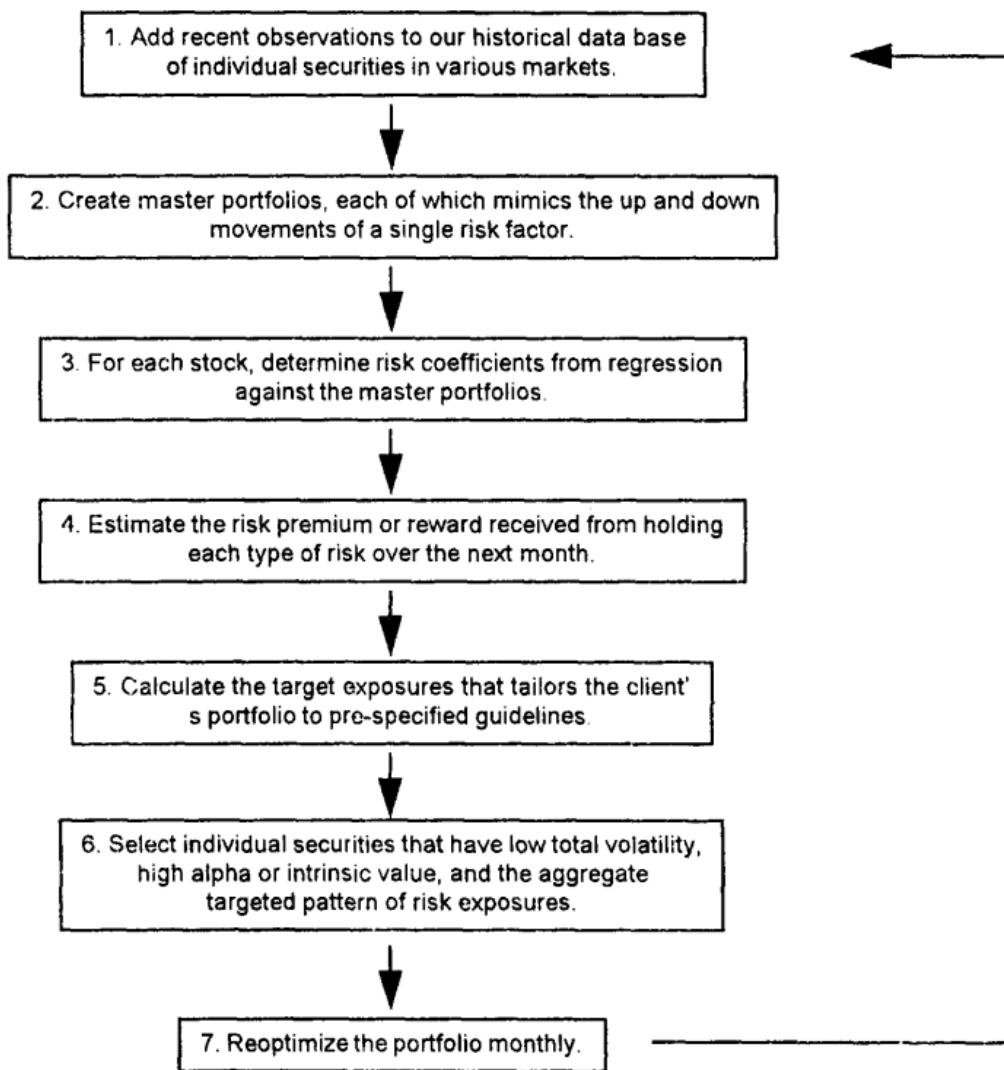 1. Add recent observations to our historical data base
of individual securities in various markets.
2. Create master portfolios, each of which mimics the up and down
movements of a single risk factor.
3. For each stock, determine risk coefficients from regression
against the master portfolios.
4. Estimate the risk premium or reward received from holding
each type of risk over the next month.
5. Calculate the target exposures that tailors the client'
s portfolio to pre-specified guidelines.
6. Select individual securities that have low total volatility,
high alpha or intrinsic value, and the aggregate
targeted pattern of risk exposures.
7. Reoptimize the portfolio monthly.